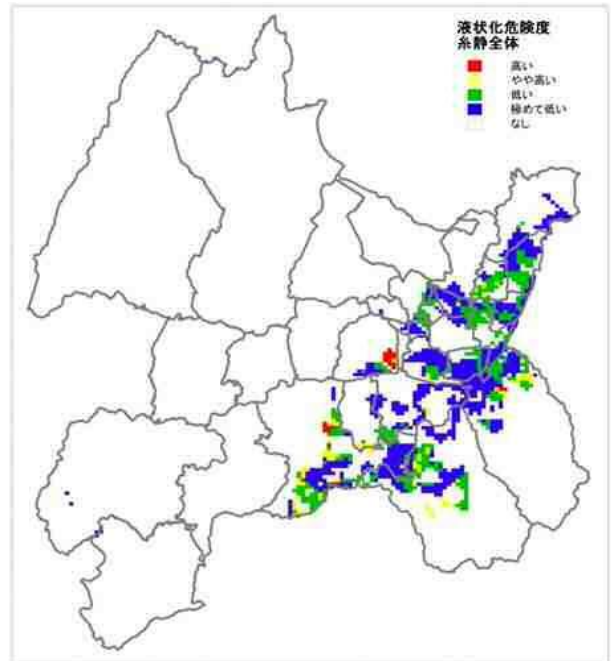 液状化危険度
糸静全体
高い
やや高い
低い
極めて低い
なし